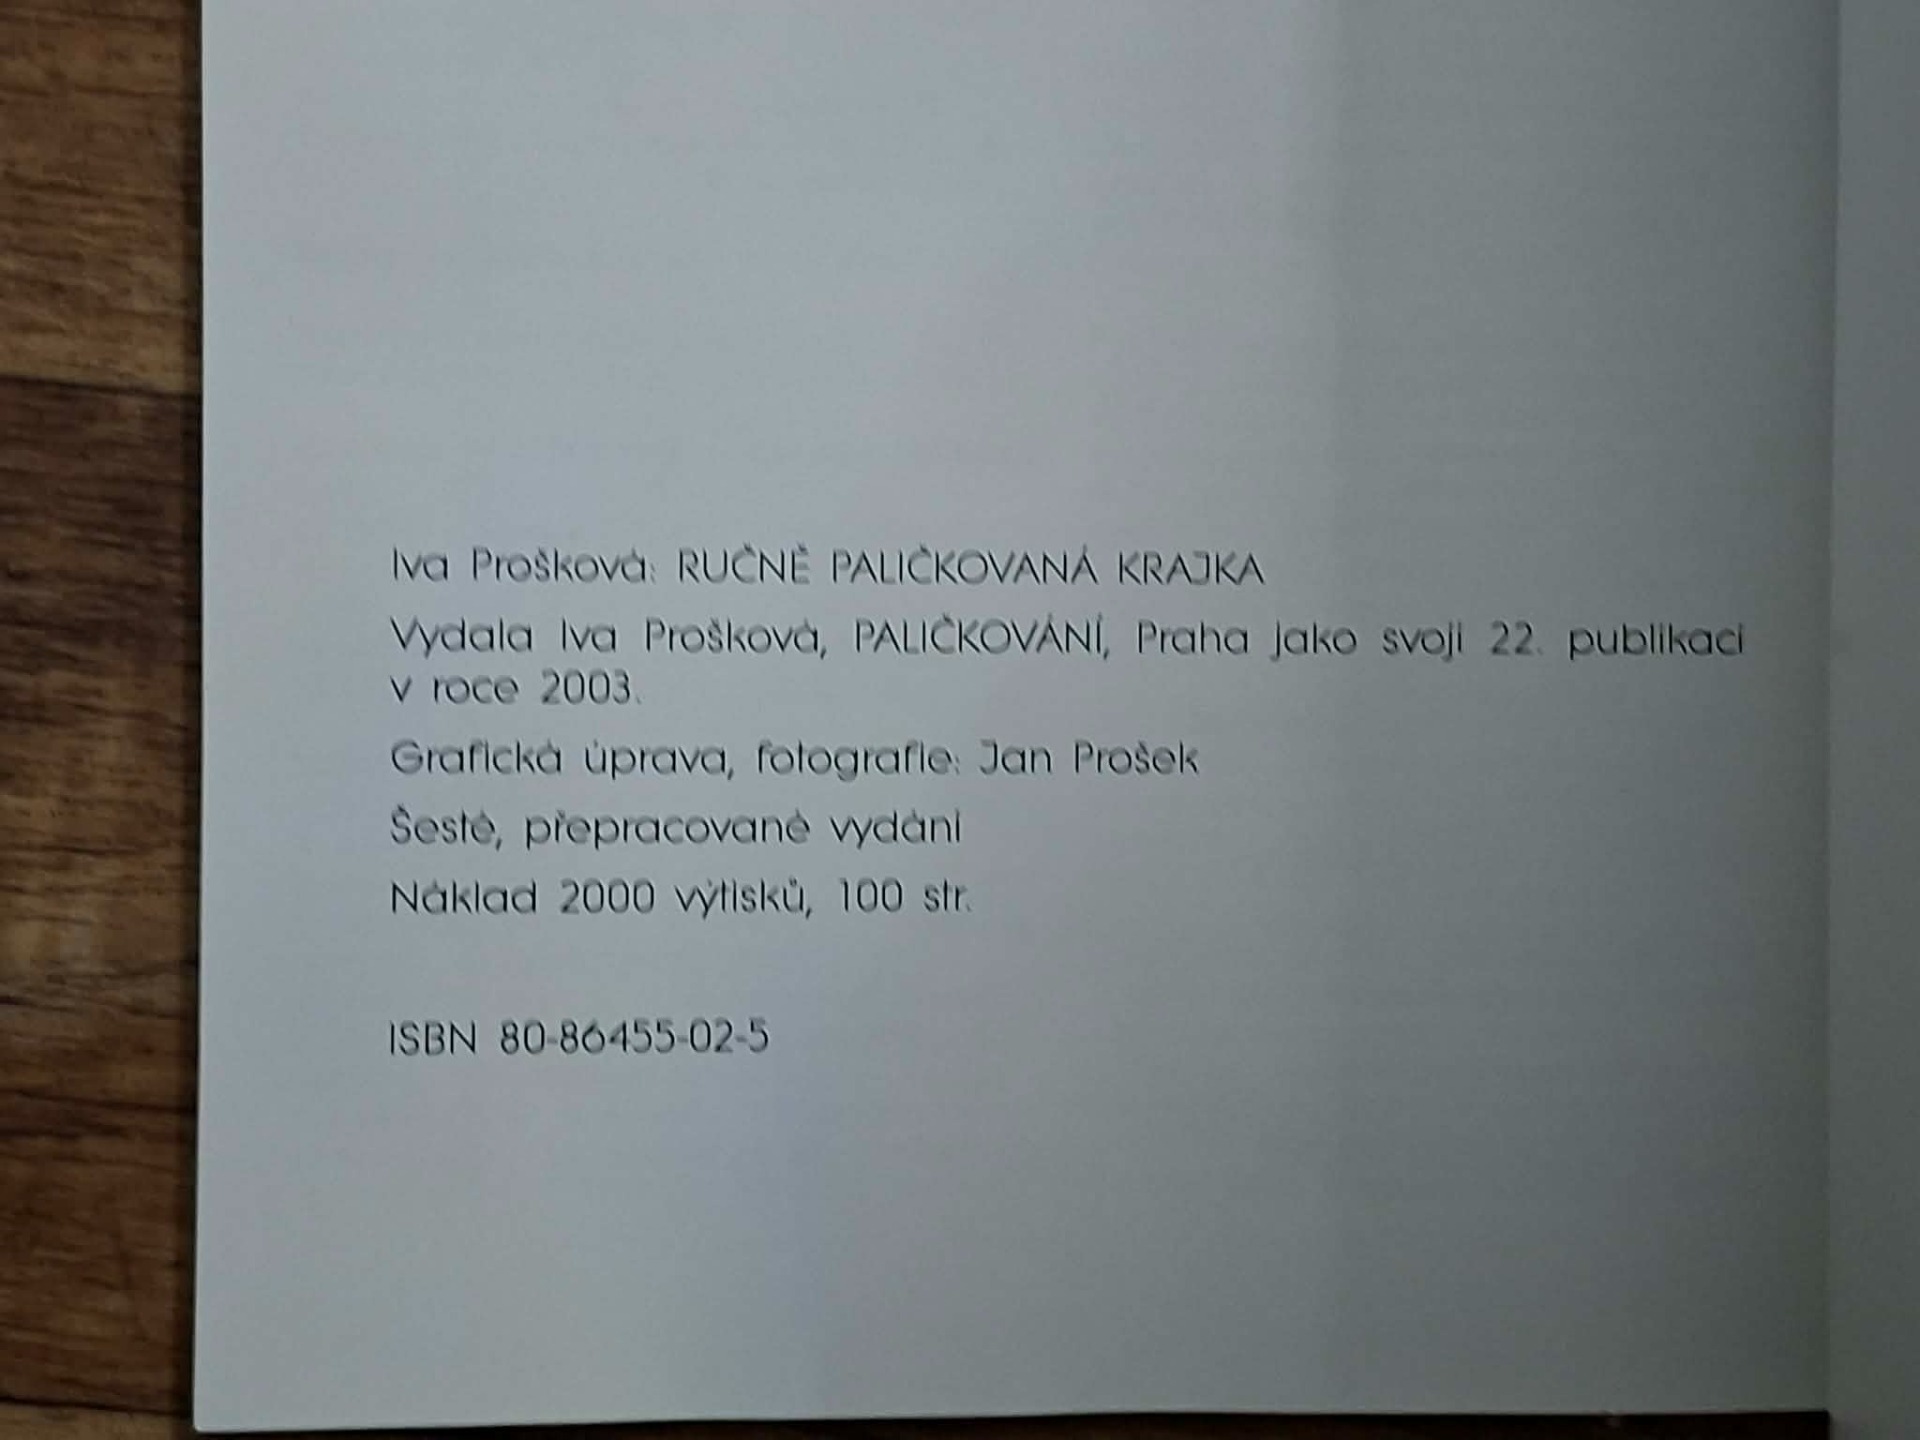 Iva Prošková: RUČNĚ PALIČKOVANÁ KRAJKA
Vydala Iva Prošková, PALIČKOVÁNÍ, Praha jako svoji 22. publikaci
v roce 2003.
Grafická úprava, fotografie: Jan Prošek
Šesté, přepracované vydání
Náklad 2000 výtisků, 100 str.
ISBN 80-86455-02-5